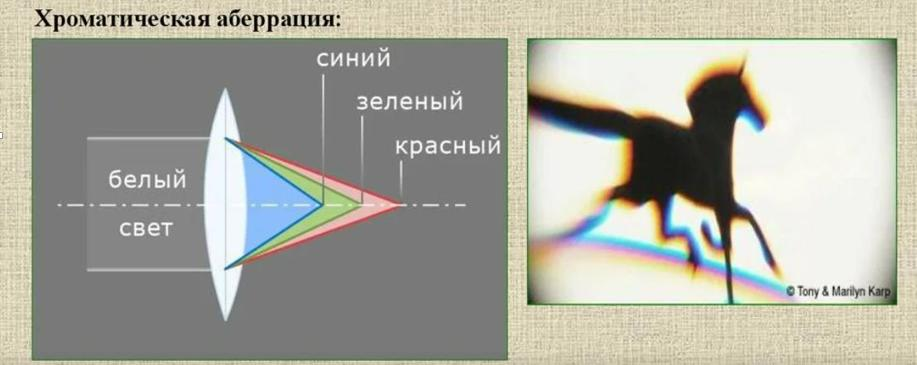 Хроматическая аберрация:
синий
зеленый
красный
белый
свет
© Tony & Marilyn Karp